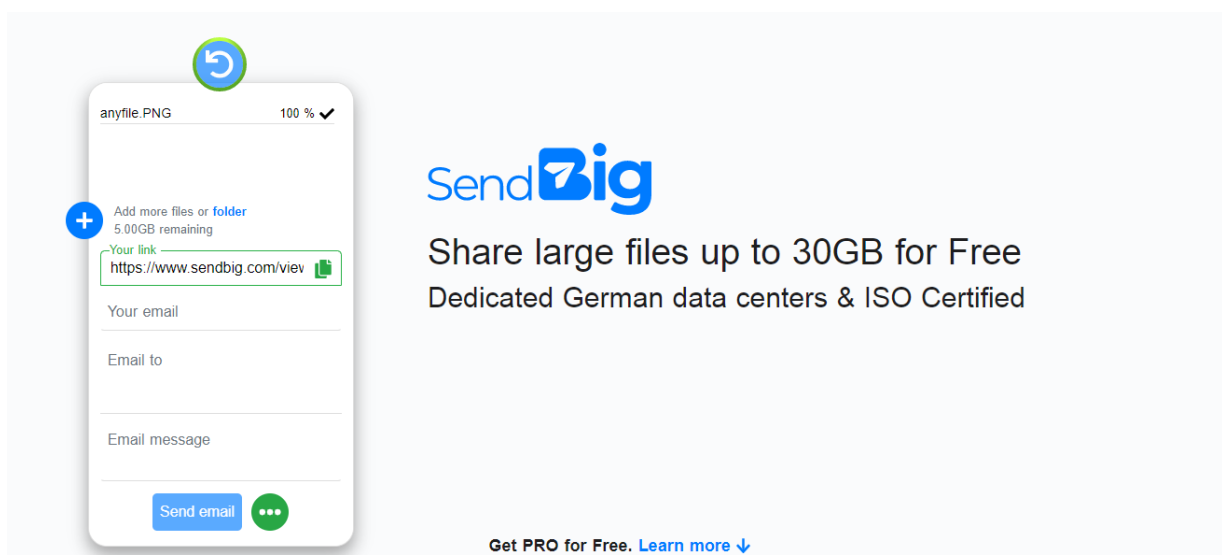 anyfile.PNG 100 %
Add more files or folder
5.00GB remaining
Your link
https://www.sendbig.com/view
Your email
Email to
Email message
Send email
SendBig
Share large files up to 30GB for Free
Dedicated German data centers & ISO Certified
Get PRO for Free. Learn more